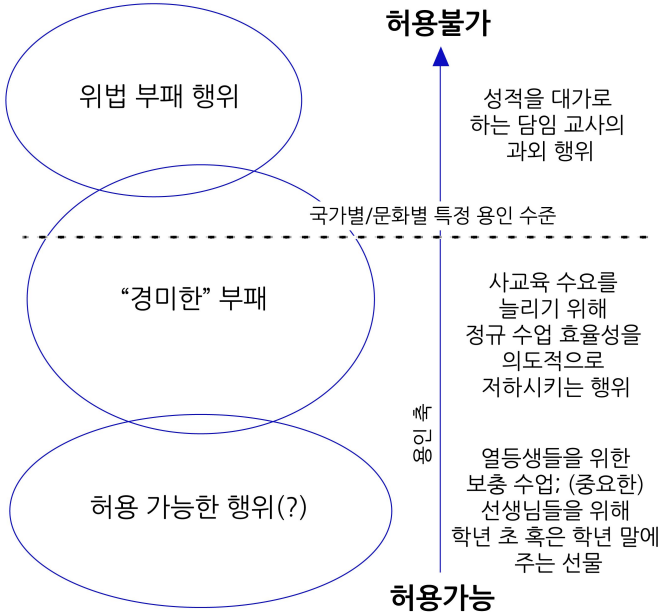 허용불가
위법 부패 행위
성적을 대가로
하는 담임 교사의
과외 행위
국가별/문화별 특정 용인 수준
“경미한” 부패
사교육 수요를
늘리기 위해
정규 수업 효율성을
의도적으로
저하시키는 행위
용인 축
허용 가능한 행위(?)
열등생들을 위한
보충 수업; (중요한)
선생님들을 위해
학년 초 혹은 학년 말에
주는 선물
허용가능